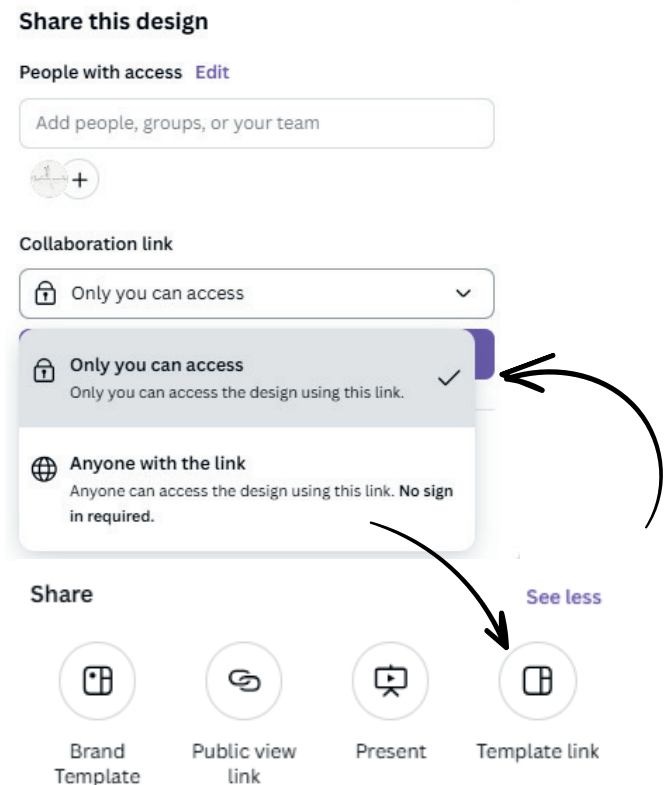 Share this design
People with access Edit
Add people, groups, or your team
Collaboration link
Only you can access
Only you can access
Only you can access the design using this link.
Anyone with the link
Anyone can access the design using this link. No sign
in required.
Share See less
Brand Public view Present Template link
Template link